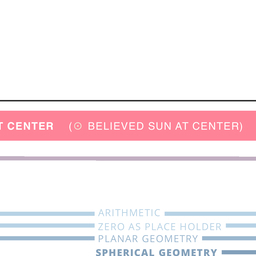 T CENTER (☉ BELIEVED SUN AT CENTER)
ARITHMETIC
ZERO AS PLACE HOLDER
PLANAR GEOMETRY
SPHERICAL GEOMETRY